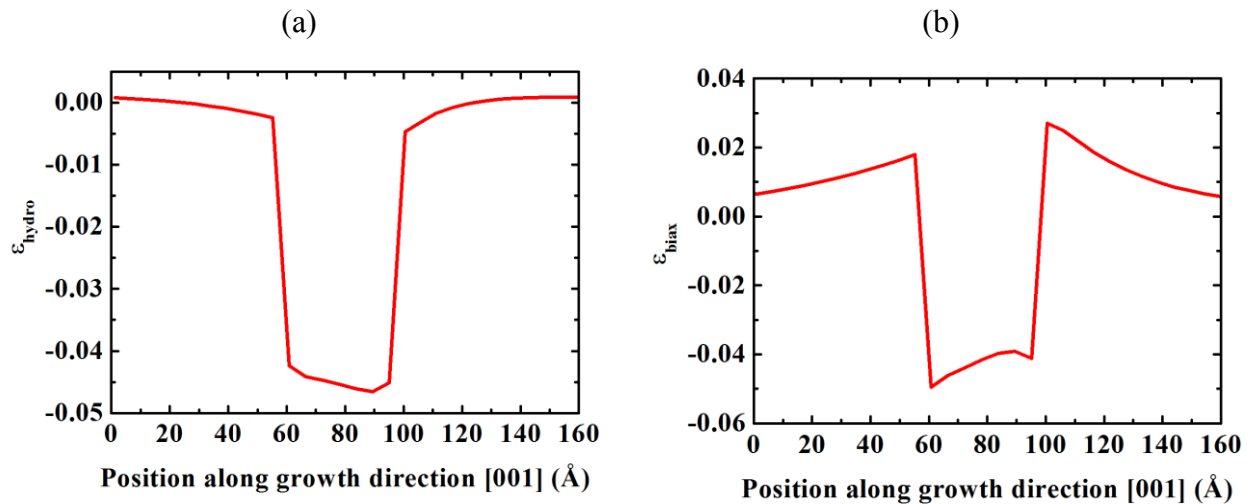 (a)
(b)
0.00
-0.01
-0.02
-0.03
-0.04
-0.05
ε_hydro
0 20 40 60 80 100 120 140 160
Position along growth direction [001] (Å)
0.04
0.02
0.00
-0.02
-0.04
-0.06
ε_biax
0 20 40 60 80 100 120 140 160
Position along growth direction [001] (Å)